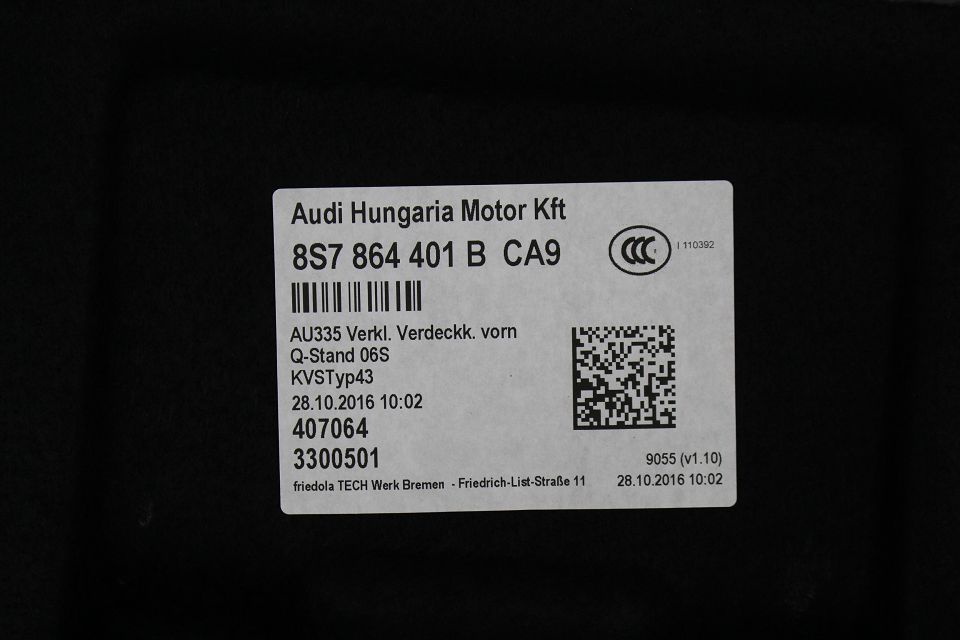 Audi Hungaria Motor Kft
8S7 864 401 B CA9
CCC I 110392
AU335 Verkl. Verdeckk. vorn
Q-Stand 06S
KVSTyp43
28.10.2016 10:02
407064
3300501
friedola TECH Werk Bremen - Friedrich-List-Straße 11
9055 (v1.10)
28.10.2016 10:02